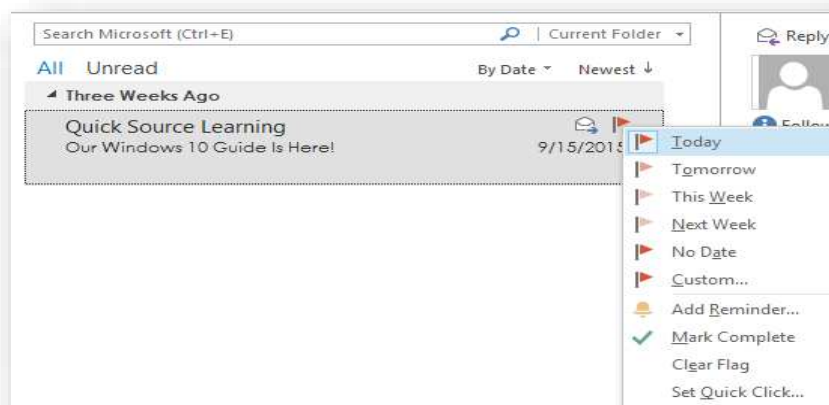 Search Microsoft (Ctrl+E) Current Folder
Reply
All Unread By Date Newest
Three Weeks Ago
Quick Source Learning
Our Windows 10 Guide Is Here! 9/15/2015
Follow
Today
Tomorrow
This Week
Next Week
No Date
Custom...
Add Reminder...
Mark Complete
Clear Flag
Set Quick Click...